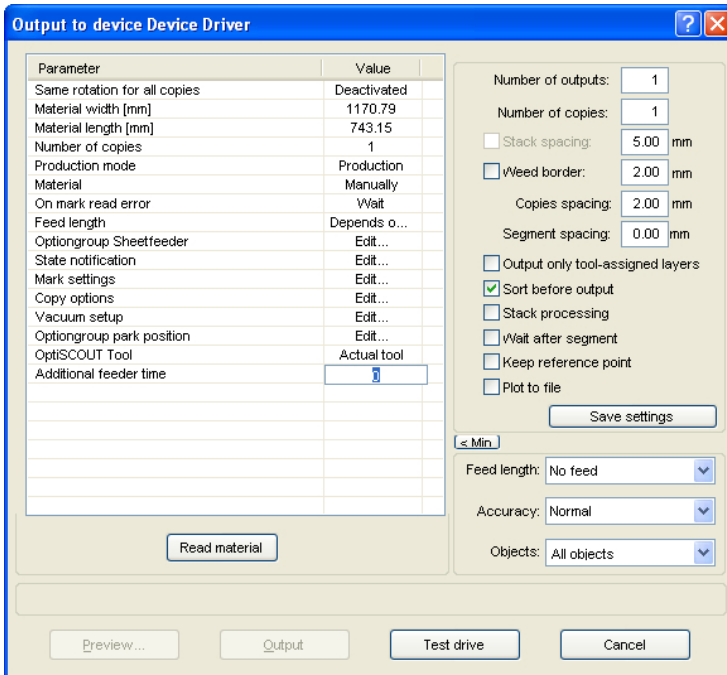 Output to device Device Driver
Parameter Value
Same rotation for all copies Deactivated
Material width [mm] 1170.79
Material length [mm] 743.15
Number of copies 1
Production mode Production
Material Manually
On mark read error Wait
Feed length Depends o...
Optiongroup Sheetfeeder Edit...
State notification Edit...
Mark settings Edit...
Copy options Edit...
Vacuum setup Edit...
Optiongroup park position Edit...
OptiSCOUT Tool Actual tool
Additional feeder time 0
Read material
Number of outputs: 1
Number of copies: 1
Stack spacing: 5.00 mm
Weed border: 2.00 mm
Copies spacing: 2.00 mm
Segment spacing: 0.00 mm
Output only tool-assigned layers
Sort before output
Stack processing
Wait after segment
Keep reference point
Plot to file
Save settings
< Min
Feed length: No feed
Accuracy: Normal
Objects: All objects
Preview... Output Test drive Cancel